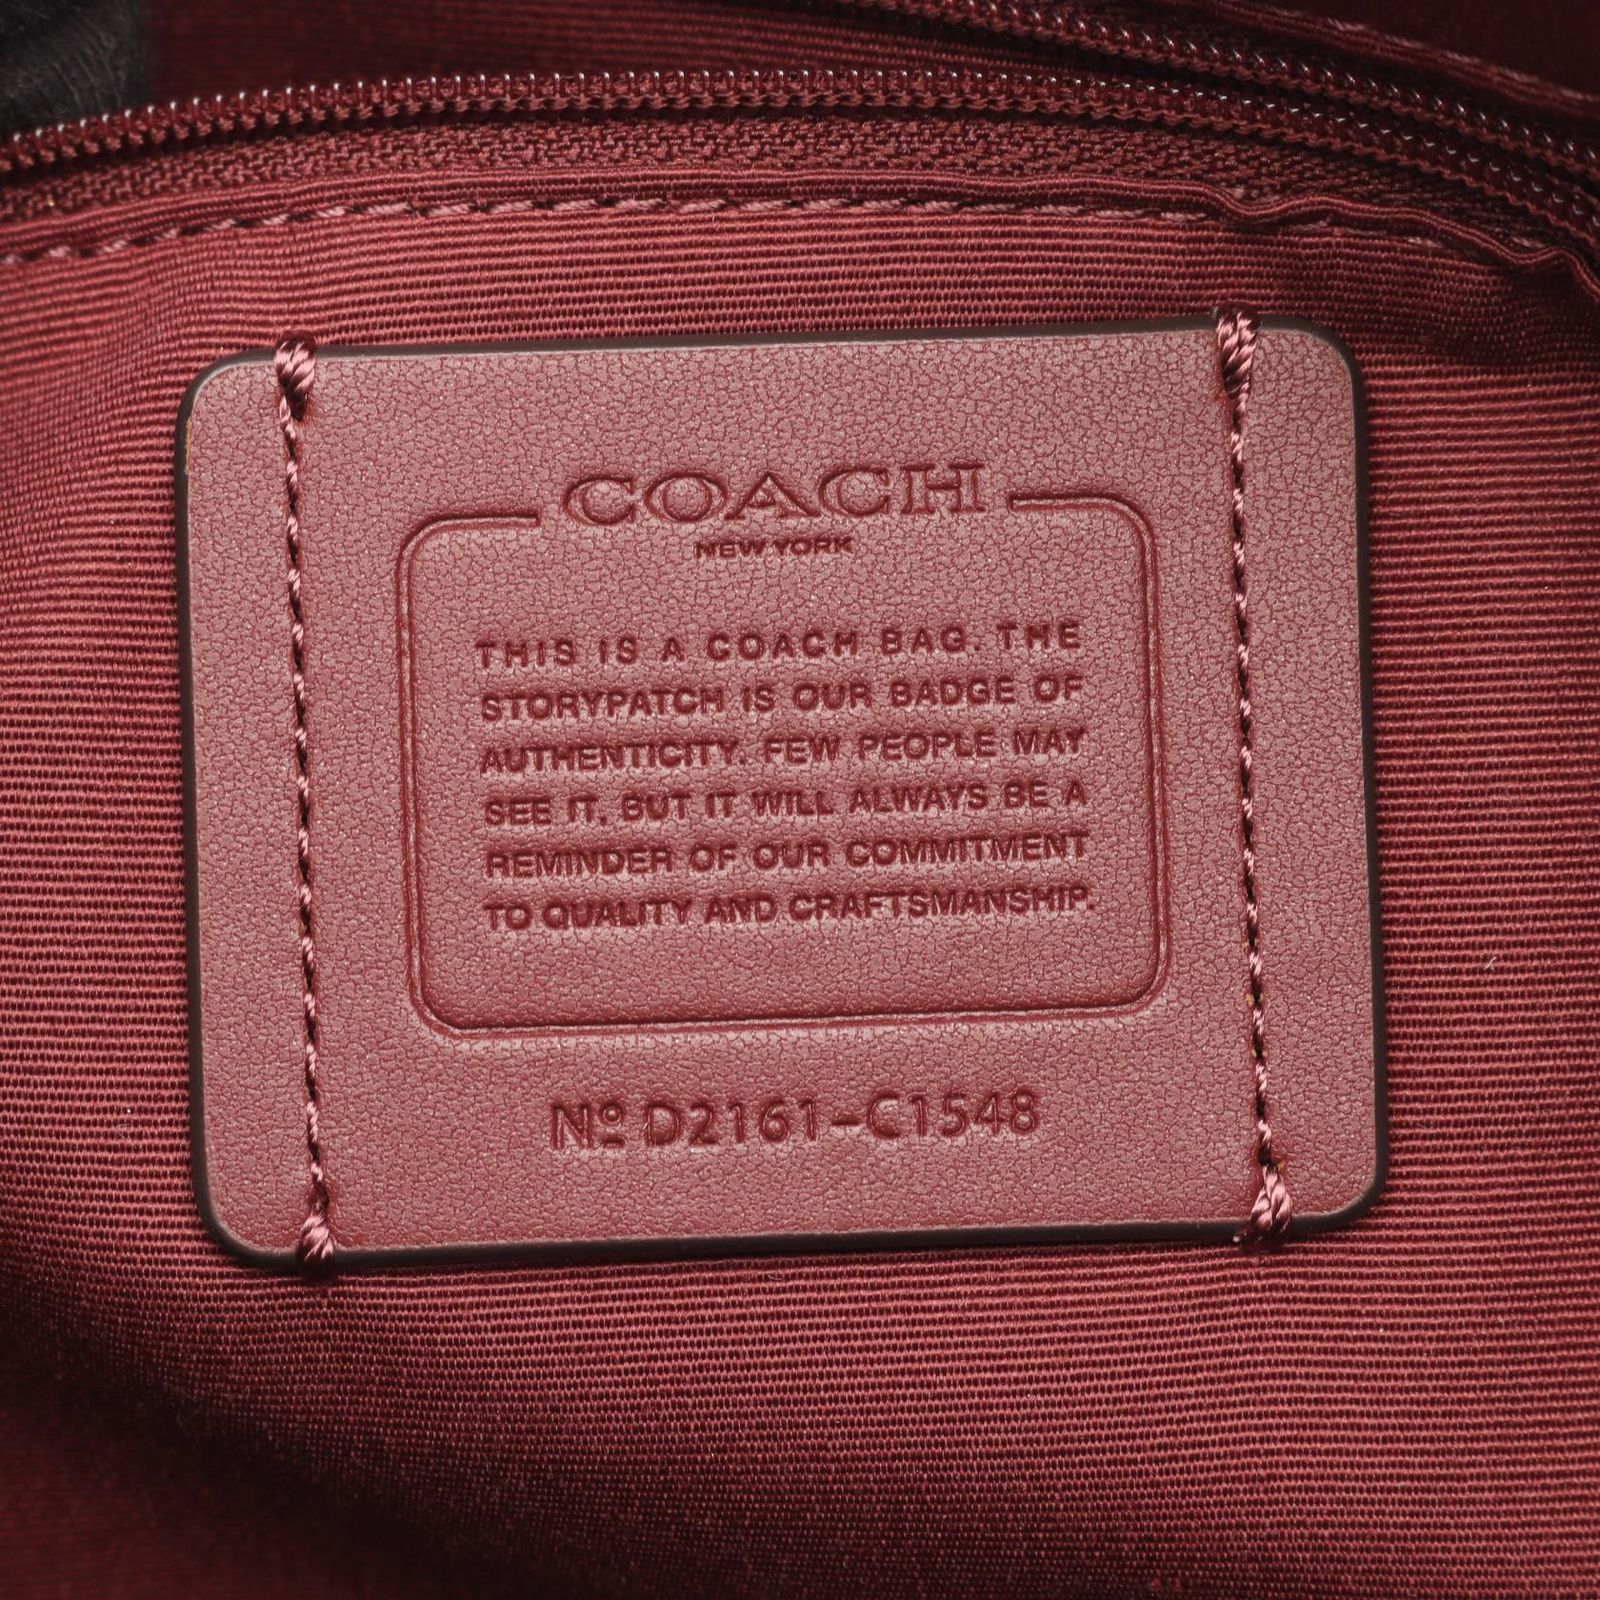 COACH
NEW YORK
THIS IS A COACH BAG. THE
STORYPATCH IS OUR BADGE OF
AUTHENTICITY. FEW PEOPLE MAY
SEE IT, BUT IT WILL ALWAYS BE A
REMINDER OF OUR COMMITMENT
TO QUALITY AND CRAFTSMANSHIP.
Nº D2161-C1548